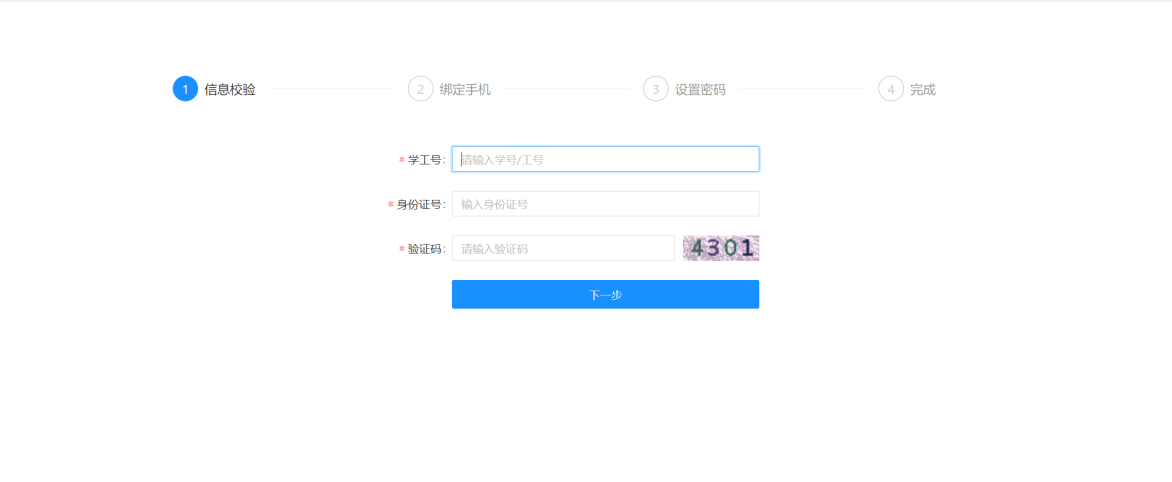 1 信息校验 2 绑定手机 3 设置密码 4 完成
* 学工号: 请输入学号/工号
* 身份证号: 输入身份证号
* 验证码: 请输入验证码 4301
下一步